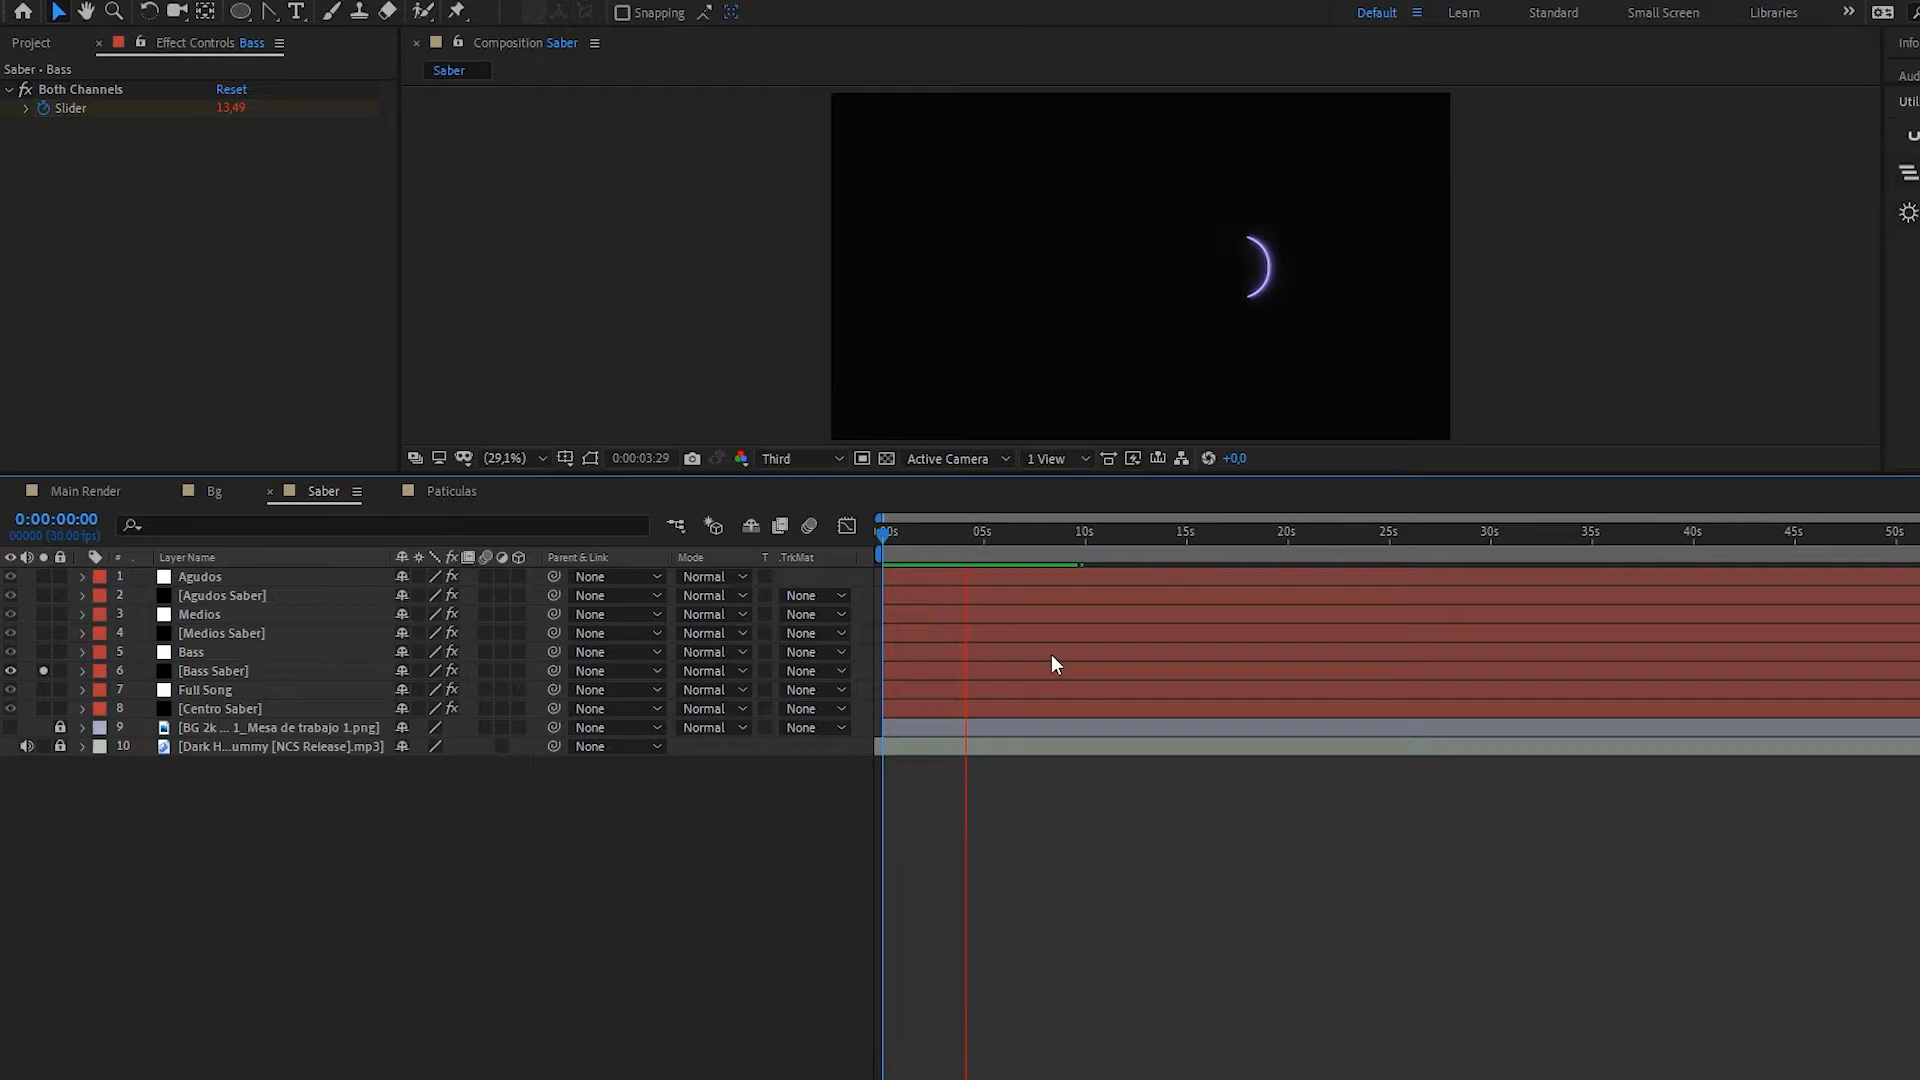 Snapping
Default
Learn
Standard
Small Screen
Libraries
Project
Effect Controls Bass
Composition Saber
Info
Saber • Bass
Saber
Both Channels
Reset
Slider
13,49
(29,1%)
0:00:03:29
Third
Active Camera
1 View
+0,0
Main Render
Bg
Saber
Paticulas
0:00:00:00
00000 (30.00 fps)
05s 10s 15s 20s 25s 30s 35s 40s 45s 50s
# Layer Name Parent & Link Mode T .TrkMat
1 Agudos None Normal
2 [Agudos Saber] None Normal None
3 Medios None Normal None
4 [Medios Saber] None Normal None
5 Bass None Normal None
6 [Bass Saber] None Normal None
7 Full Song None Normal None
8 [Centro Saber] None Normal None
9 [BG 2k ... 1_Mesa de trabajo 1.png] None Normal None
10 [Dark H...ummy [NCS Release].mp3] None